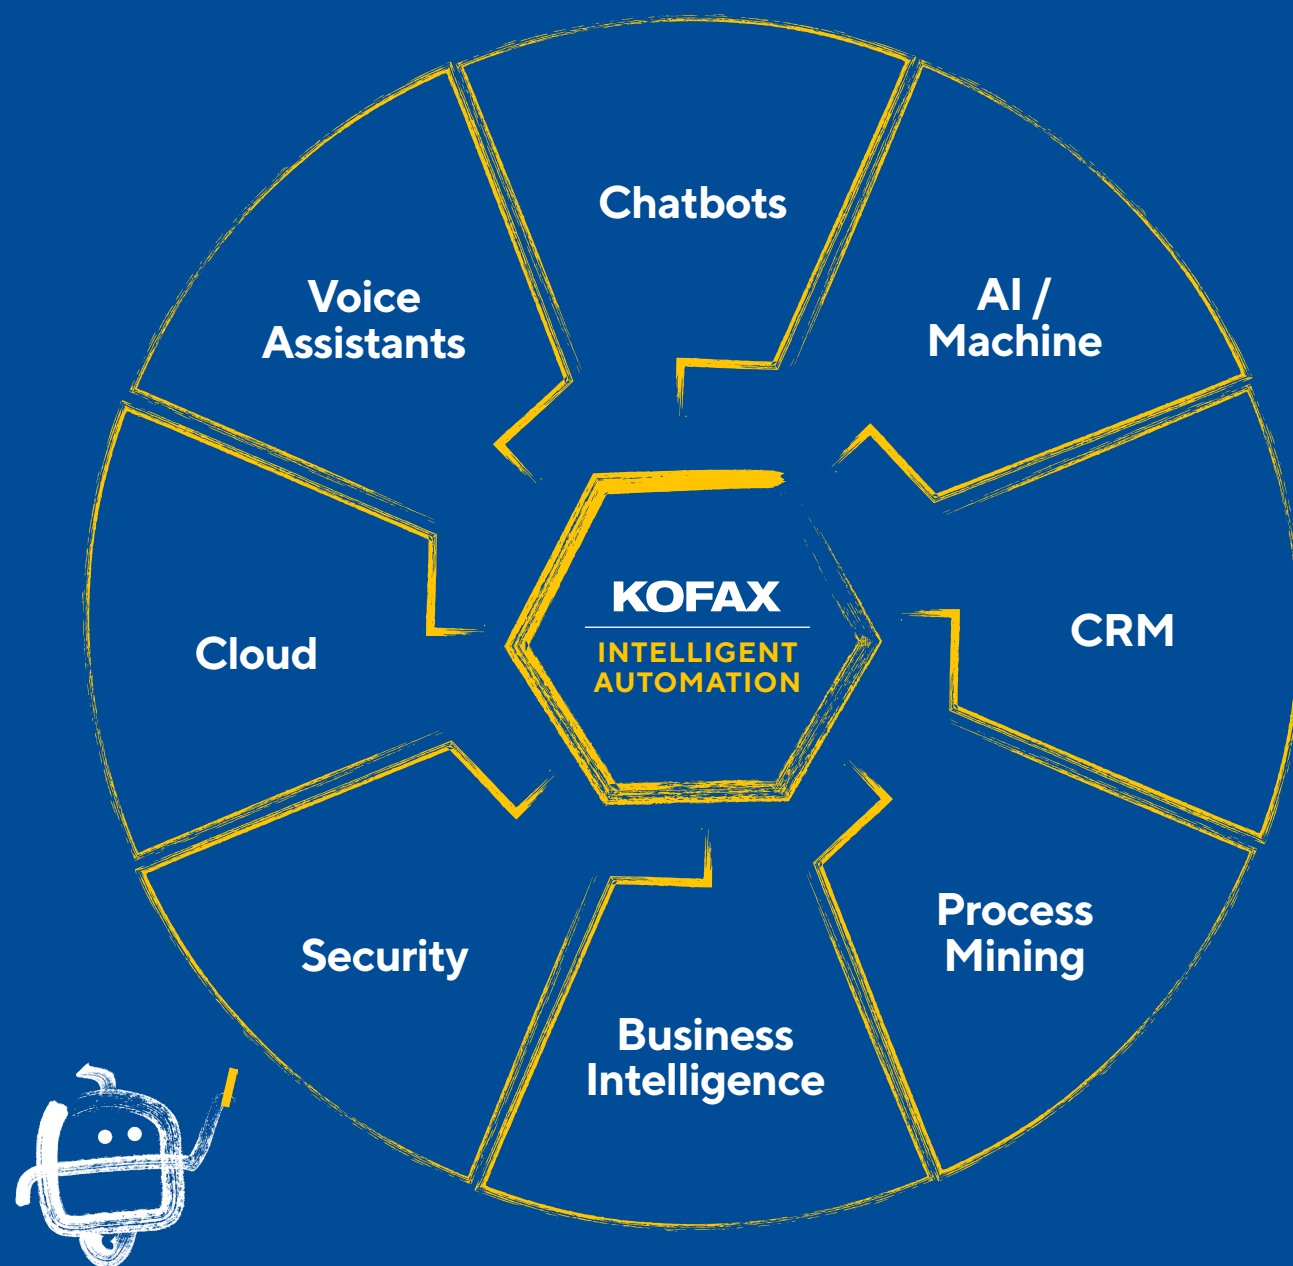 Chatbots
AI /
Machine
Voice
Assistants
KOFAX
INTELLIGENT
AUTOMATION
CRM
Cloud
Process
Mining
Security
Business
Intelligence